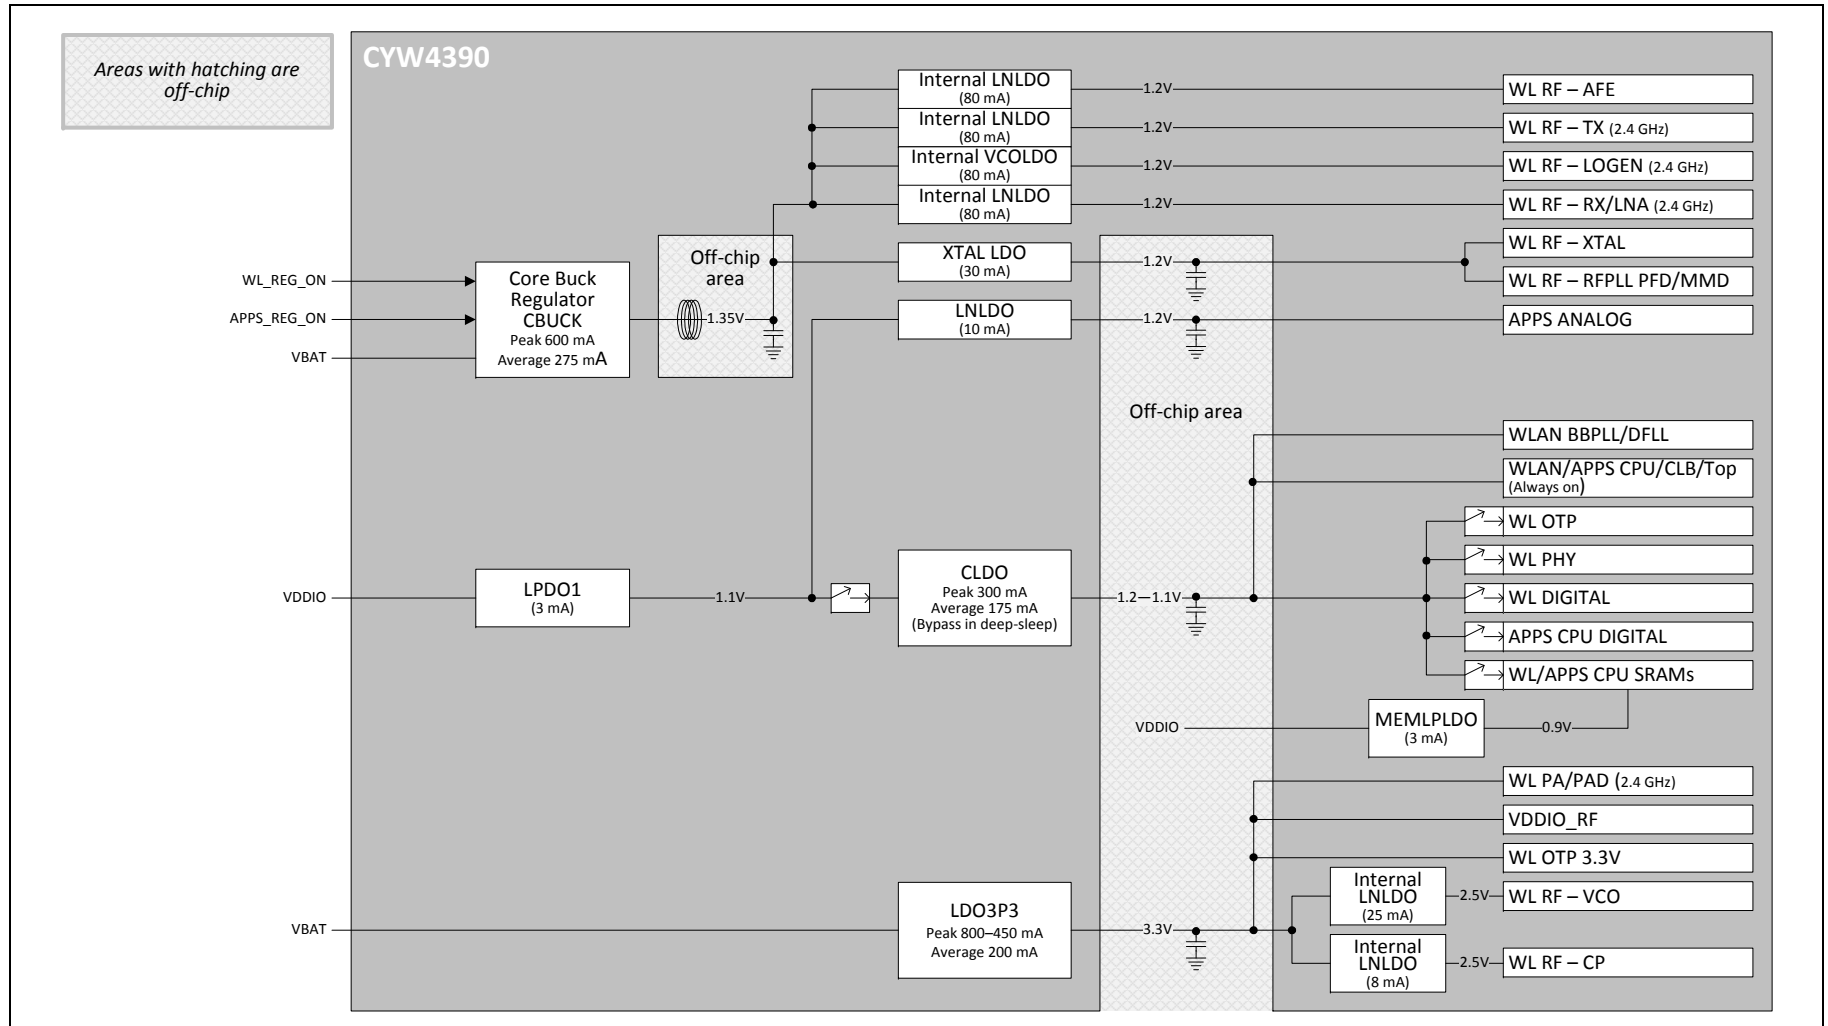 Areas with hatching are
off-chip
CYW4390
Internal LNLDO
(80 mA)
1.2V
WL RF – AFE
Internal LNLDO
(80 mA)
1.2V
WL RF – TX (2.4 GHz)
Internal VCOLDO
(80 mA)
1.2V
WL RF – LOGEN (2.4 GHz)
Internal LNLDO
(80 mA)
1.2V
WL RF – RX/LNA (2.4 GHz)
WL_REG_ON
APPS_REG_ON
VBAT
Core Buck
Regulator
CBUCK
Peak 600 mA
Average 275 mA
Off-chip
area
1.35V
XTAL LDO
(30 mA)
1.2V
WL RF – XTAL
WL RF – RFPLL PFD/MMD
LNLDO
(10 mA)
1.2V
APPS ANALOG
Off-chip area
WLAN BBPLL/DFLL
WLAN/APPS CPU/CLB/Top
(Always on)
VDDIO
LPDO1
(3 mA)
1.1V
CLDO
Peak 300 mA
Average 175 mA
(Bypass in deep-sleep)
1.2—1.1V
WL OTP
WL PHY
WL DIGITAL
APPS CPU DIGITAL
WL/APPS CPU SRAMs
VDDIO
MEMLPLDO
(3 mA)
0.9V
WL PA/PAD (2.4 GHz)
VDDIO_RF
WL OTP 3.3V
VBAT
LDO3P3
Peak 800–450 mA
Average 200 mA
3.3V
Internal
LNLDO
(25 mA)
2.5V
WL RF – VCO
Internal
LNLDO
(8 mA)
2.5V
WL RF – CP